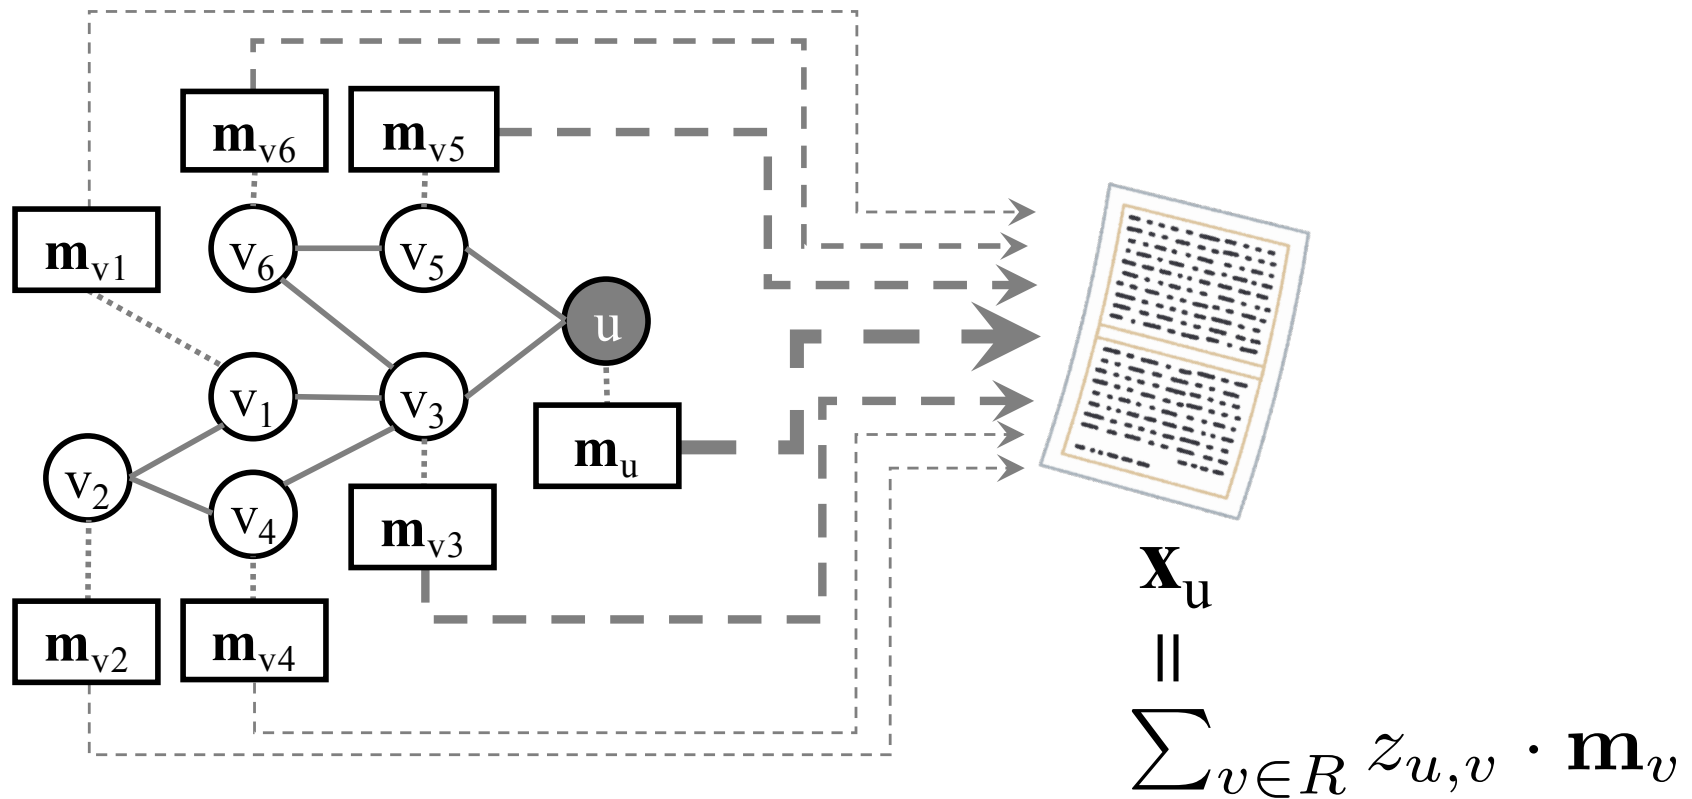 m_v6
m_v5
m_v1
v_6
v_5
u
v_1
v_3
v_2
v_4
m_u
m_v3
m_v2
m_v4
x_u
=
∑_{v∈R} z_{u,v} · m_v